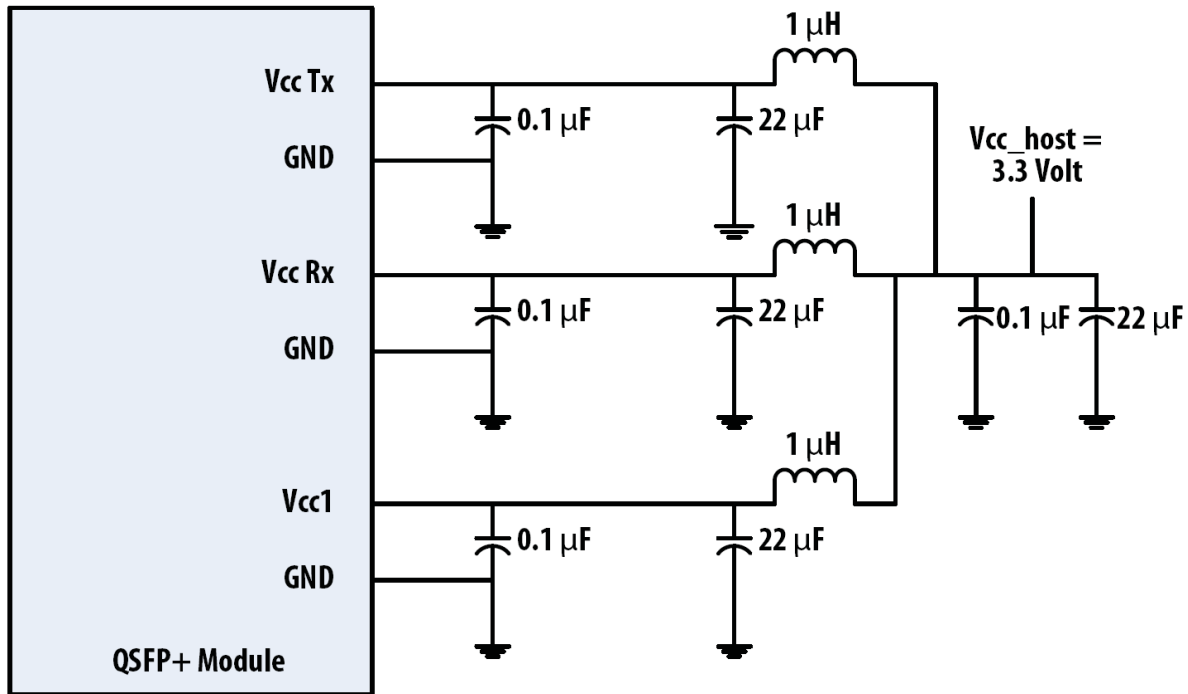 1 μH
Vcc Tx
0.1 μF
22 μF
GND
Vcc_host =
3.3 Volt
1 μH
Vcc Rx
0.1 μF
22 μF
0.1 μF
22 μF
GND
1 μH
Vcc1
0.1 μF
22 μF
GND
QSFP+ Module